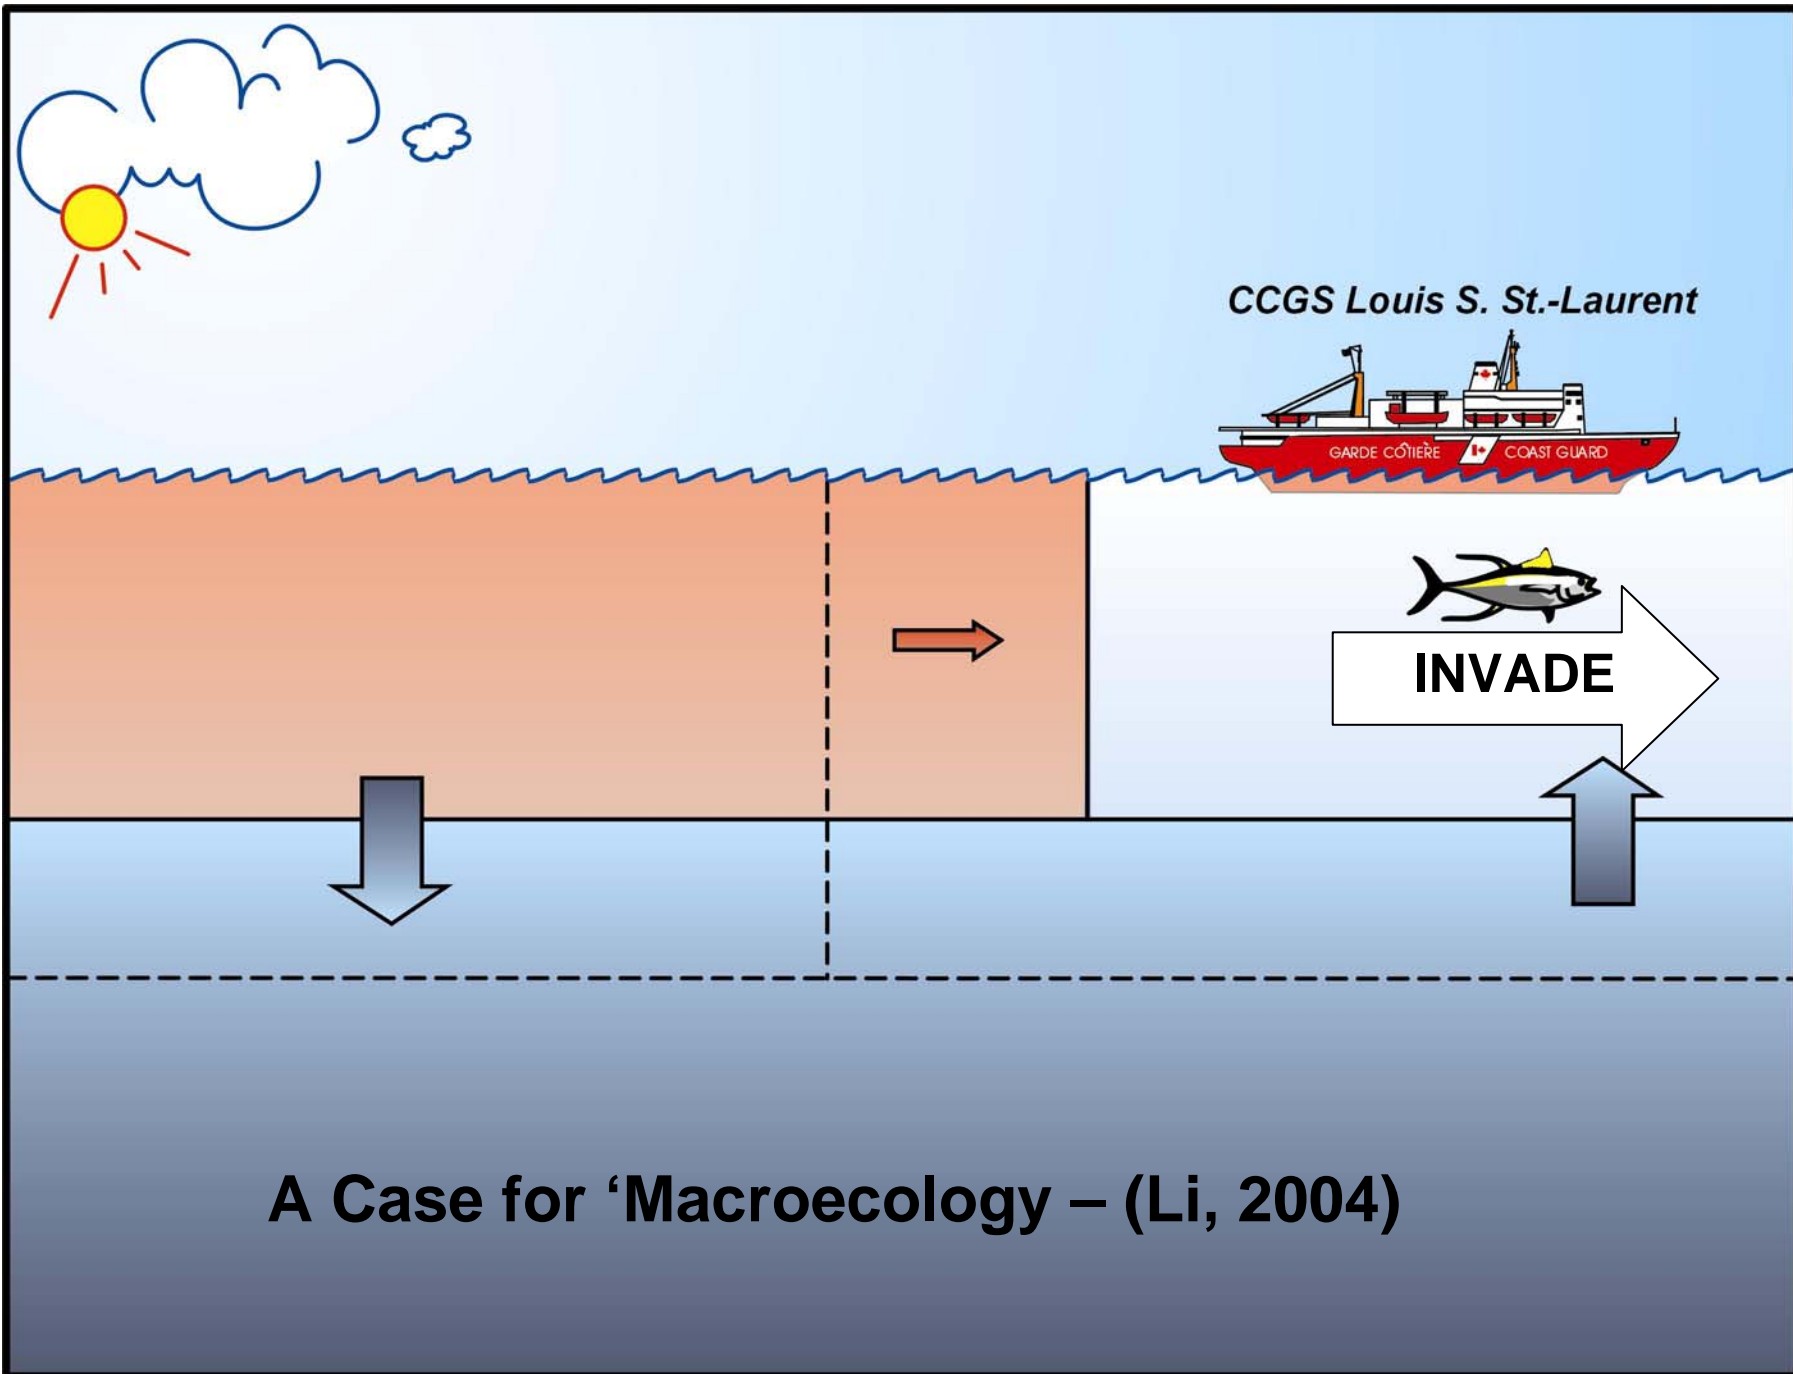 CCGS Louis S. St.-Laurent
GARDE CÔTIÈRE COAST GUARD
INVADE
A Case for ‘Macroecology – (Li, 2004)